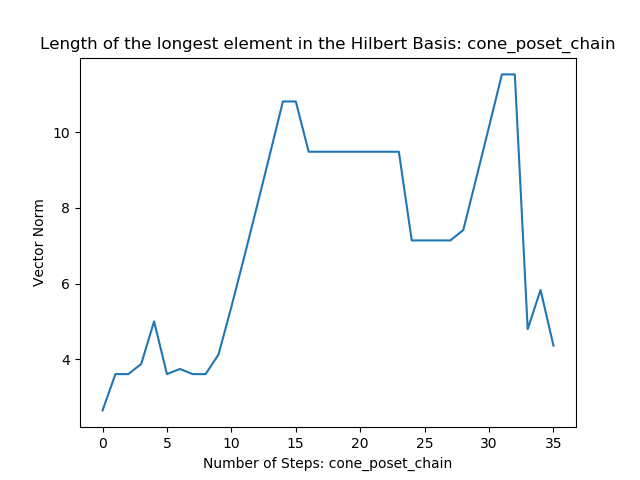 Length of the longest element in the Hilbert Basis: cone_poset_chain
10
8
6
4
Vector Norm
0 5 10 15 20 25 30 35
Number of Steps: cone_poset_chain